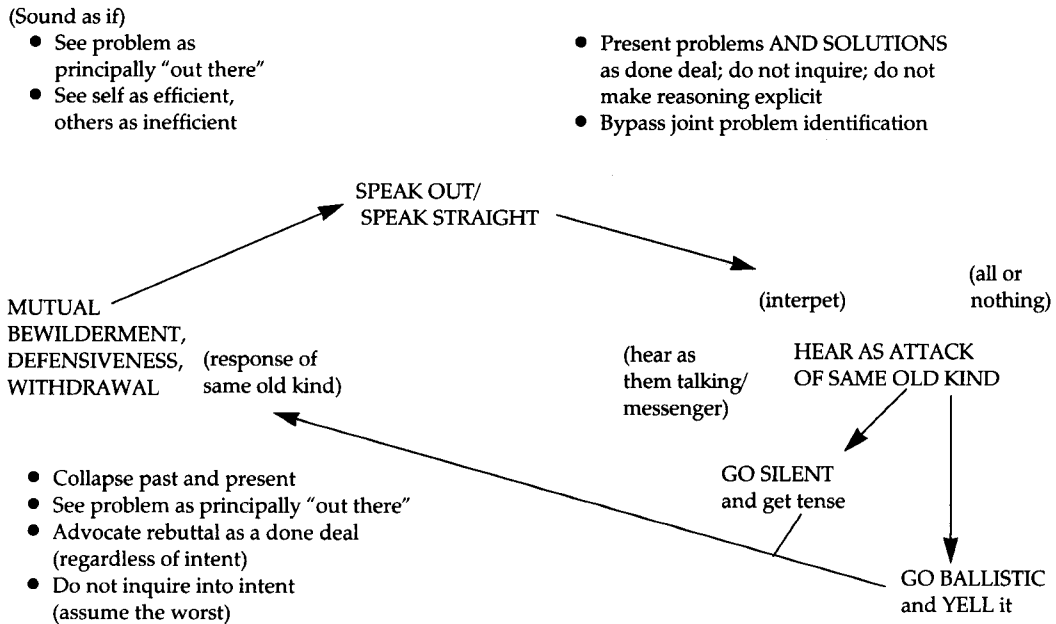 (Sound as if)
● See problem as
principally “out there”
● See self as efficient,
others as inefficient
● Present problems AND SOLUTIONS
as done deal; do not inquire; do not
make reasoning explicit
● Bypass joint problem identification
SPEAK OUT/
SPEAK STRAIGHT
(interpet)
(all or
nothing)
(hear as
them talking/
messenger)
HEAR AS ATTACK
OF SAME OLD KIND
GO SILENT
and get tense
GO BALLISTIC
and YELL it
MUTUAL
BEWILDERMENT,
DEFENSIVENESS,
WITHDRAWAL
(response of
same old kind)
● Collapse past and present
● See problem as principally “out there”
● Advocate rebuttal as a done deal
(regardless of intent)
● Do not inquire into intent
(assume the worst)